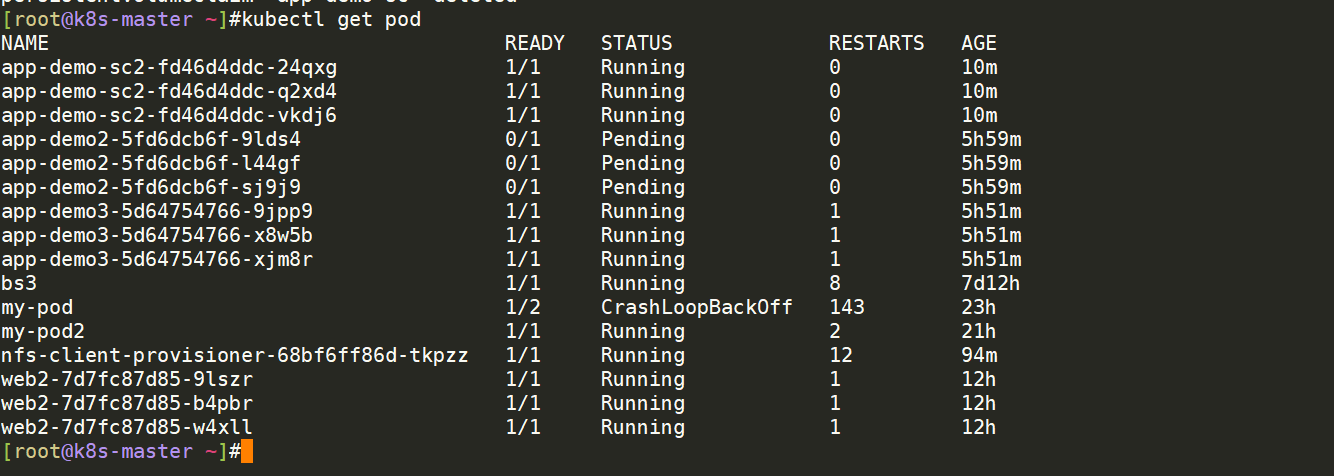 [root@k8s-master ~]#kubectl get pod
NAME READY STATUS RESTARTS AGE
app-demo-sc2-fd46d4ddc-24qxg 1/1 Running 0 10m
app-demo-sc2-fd46d4ddc-q2xd4 1/1 Running 0 10m
app-demo-sc2-fd46d4ddc-vkdj6 1/1 Running 0 10m
app-demo2-5fd6dcb6f-9lds4 0/1 Pending 0 5h59m
app-demo2-5fd6dcb6f-l44gf 0/1 Pending 0 5h59m
app-demo2-5fd6dcb6f-sj9j9 0/1 Pending 0 5h59m
app-demo3-5d64754766-9jpp9 1/1 Running 1 5h51m
app-demo3-5d64754766-x8w5b 1/1 Running 1 5h51m
app-demo3-5d64754766-xjm8r 1/1 Running 1 5h51m
bs3 1/1 Running 8 7d12h
my-pod 1/2 CrashLoopBackOff 143 23h
my-pod2 1/1 Running 2 21h
nfs-client-provisioner-68bf6ff86d-tkpzz 1/1 Running 12 94m
web2-7d7fc87d85-9lszr 1/1 Running 1 12h
web2-7d7fc87d85-b4pbr 1/1 Running 1 12h
web2-7d7fc87d85-w4xll 1/1 Running 1 12h
[root@k8s-master ~]#